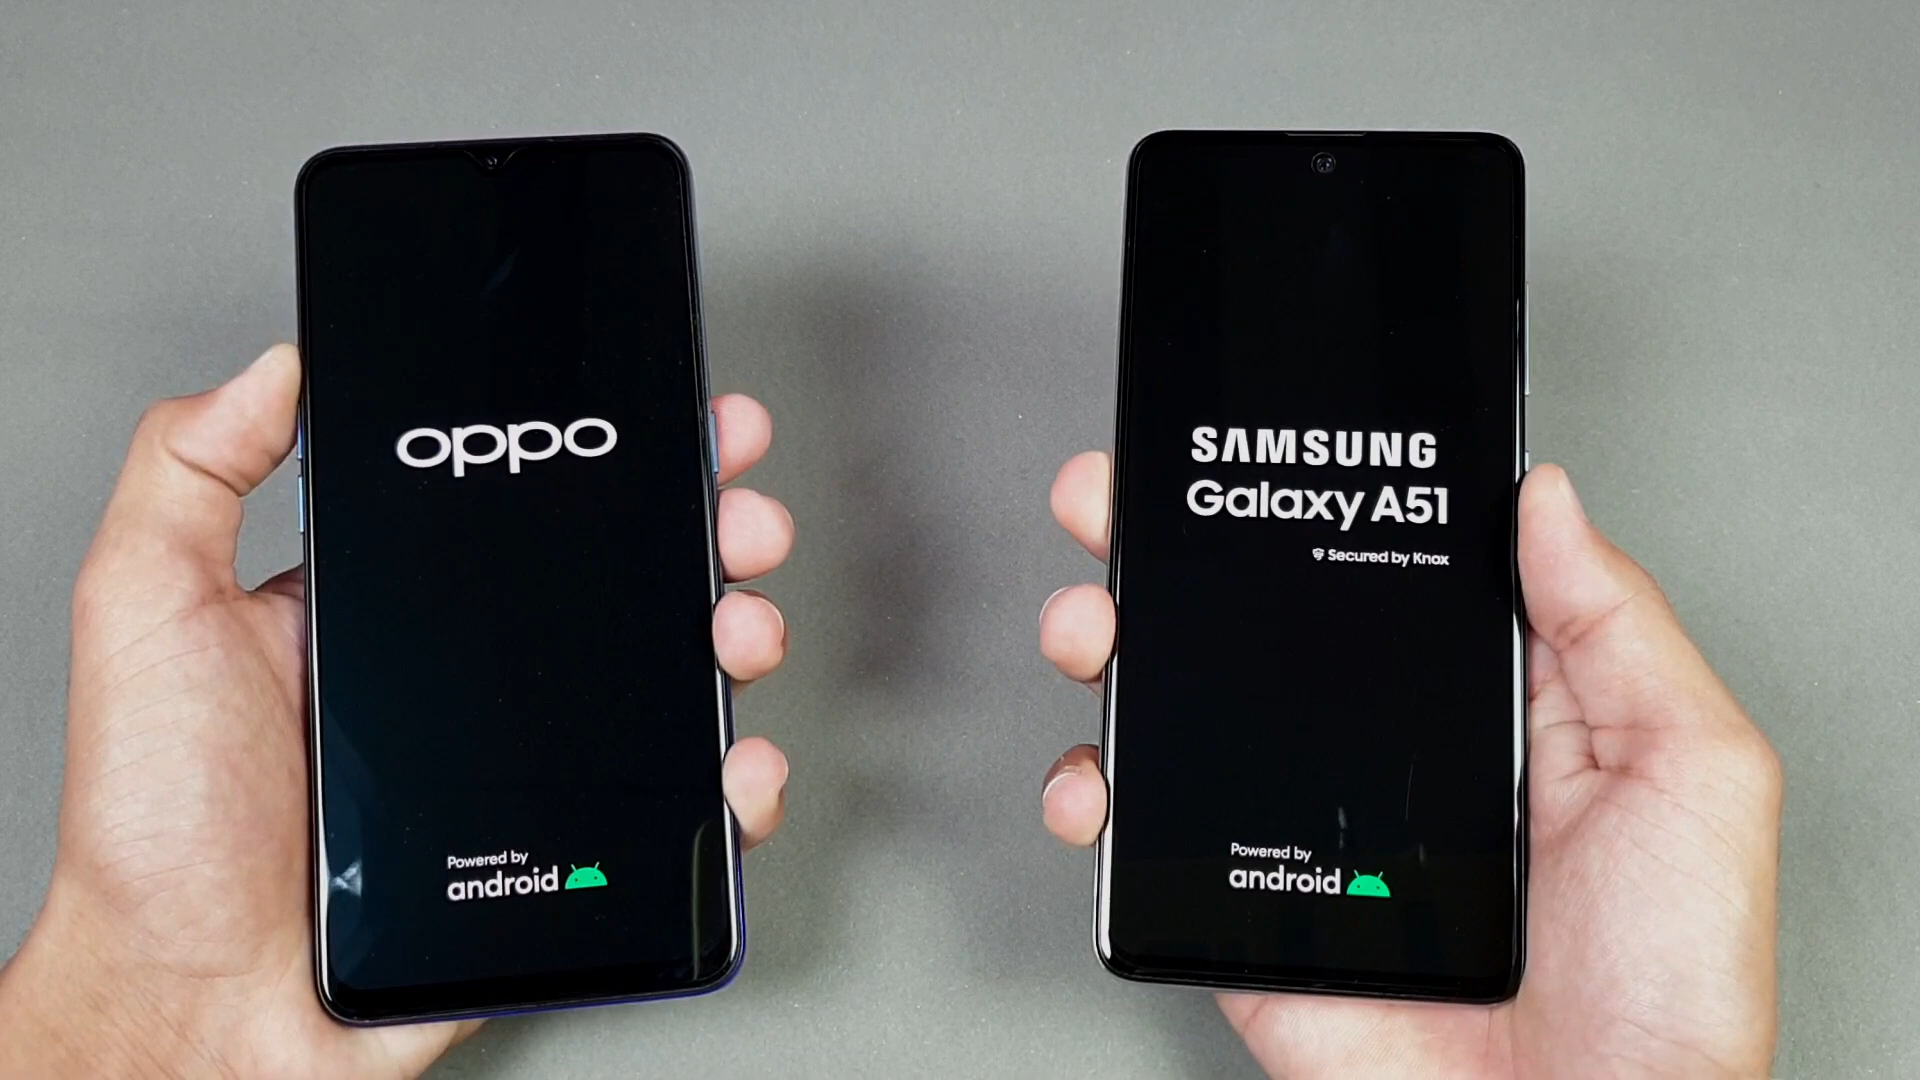 oppo
Powered by
android
SAMSUNG
Galaxy A51
Secured by Knox
Powered by
android